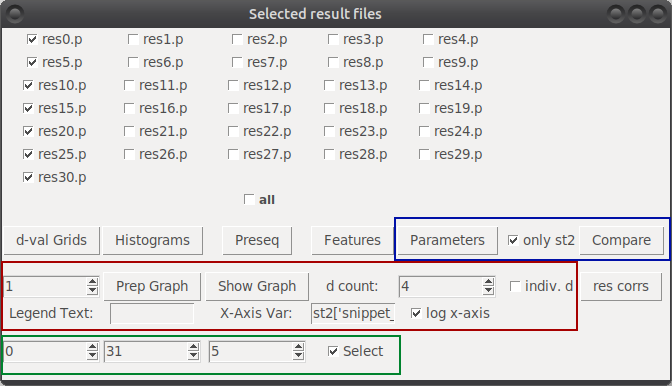 Selected result files
res0.p res1.p res2.p res3.p res4.p
res5.p res6.p res7.p res8.p res9.p
res10.p res11.p res12.p res13.p res14.p
res15.p res16.p res17.p res18.p res19.p
res20.p res21.p res22.p res23.p res24.p
res25.p res26.p res27.p res28.p res29.p
res30.p
all
d-val Grids Histograms Preseq Features Parameters only st2 Compare
1 Prep Graph Show Graph d count: 4 indiv. d res corrs
Legend Text: X-Axis Var: st2['snippet_ log x-axis
0 31 5 Select